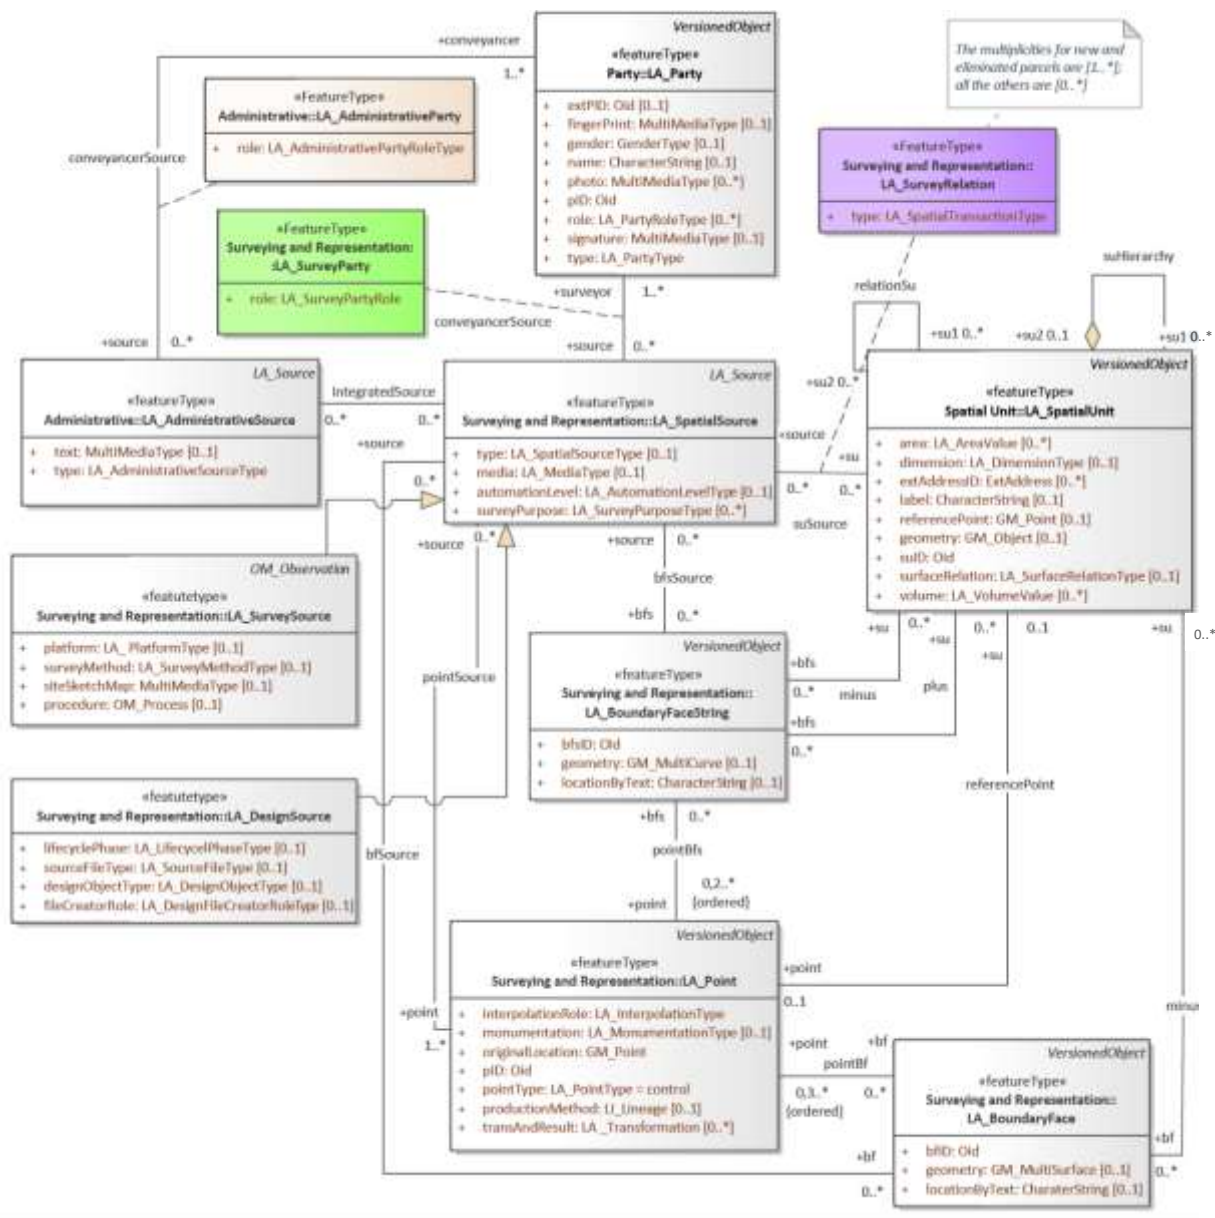 VersionedObject
«featureType»
Party::LA_Party
+ extPID: Oid [0..1]
+ fingerPrint: MultiMediaType [0..1]
+ gender: GenderType [0..1]
+ name: CharacterString [0..1]
+ photo: MultiMediaType [0..*]
+ pID: Oid
+ role: LA_PartyRoleType [0..*]
+ signature: MultiMediaType [0..1]
+ type: LA_PartyType
The multiplicities for new and
eliminated parcels are [1..*];
all the others are [0..*]
+conveyancer
1..*
«FeatureType»
Administrative::LA_AdministrativeParty
+ role: LA_AdministrativePartyRoleType
conveyancerSource
«FeatureType»
Surveying and Representation::
LA_SurveyRelation
+ type: LA_SpatialTransactionType
«FeatureType»
Surveying and Representation:
:LA_SurveyParty
+ role: LA_SurveyPartyRole
+surveyor
1..*
conveyancerSource
+source
0..*
+source
0..*
relationSu
+su1 0..*
+su2 0..*
suHierarchy
+su2 0..1
+su1 0..*
LA_Source
«featureType»
Administrative::LA_AdministrativeSource
+ text: MultiMediaType [0..1]
+ type: LA_AdministrativeSourceType
IntegratedSource
0..*
0..*
LA_Source
«featureType»
Surveying and Representation::LA_SpatialSource
+ type: LA_SpatialSourceType [0..1]
+ media: LA_MediaType [0..1]
+ automationLevel: LA_AutomationLevelType [0..1]
+ surveyPurpose: LA_SurveyPurposeType [0..*]
+source
0..*
+su
0..*
suSource
VersionedObject
«featureType»
Spatial Unit::LA_SpatialUnit
+ area: LA_AreaValue [0..*]
+ dimension: LA_DimensionType [0..1]
+ extAddressID: ExtAddress [0..*]
+ label: CharacterString [0..1]
+ referencePoint: GM_Point [0..1]
+ geometry: GM_Object [0..1]
+ suID: Oid
+ surfaceRelation: LA_SurfaceRelationType [0..1]
+ volume: LA_VolumeValue [0..*]
+source
0..*
+source
0..*
+source
0..*
bfsSource
+bfs
0..*
OM_Observation
«featutetype»
Surveying and Representation::LA_SurveySource
+ platform: LA_ PlatformType [0..1]
+ surveyMethod: LA_SurveyMethodType [0..1]
+ siteSketchMap: MultiMediaType [0..1]
+ procedure: OM_Process [0..1]
pointSource
VersionedObject
«featureType»
Surveying and Representation::
LA_BoundaryFaceString
+ bfsID: Oid
+ geometry: GM_MultiCurve [0..1]
+ locationByText: CharacterString [0..1]
+su
0..*
+su
0..*
+su
0..1
+su
0..*
+bfs
0..*
minus
plus
+bfs
0..*
referencePoint
«featutetype»
Surveying and Representation::LA_DesignSource
+ lifecyclePhase: LA_LifecycelPhaseType [0..1]
+ sourceFileType: LA_SourceFileType [0..1]
+ designObjectType: LA_DesignObjectType [0..1]
+ fileCreatorRole: LA_DesignFileCreatorRoleType [0..1]
bfSource
+bfs
0..*
pointBfs
0,2..*
{ordered}
+point
VersionedObject
«featureType»
Surveying and Representation::LA_Point
+ interpolationRole: LA_InterpolationType
+ monumentation: LA_MonumentationType [0..1]
+ originalLocation: GM_Point
+ pID: Oid
+ pointType: LA_PointType = control
+ productionMethod: LI_Lineage [0..1]
+ transAndResult: LA _Transformation [0..*]
+point
1..*
+point
0..1
+point
+bf
pointBf
0,3..*
{ordered}
0..*
minus
VersionedObject
«featureType»
Surveying and Representation::
LA_BoundaryFace
+ bfID: Oid
+ geometry: GM_MultiSurface [0..1]
+ locationByText: CharaterString [0..1]
+bf
0..*
+bf
0..*